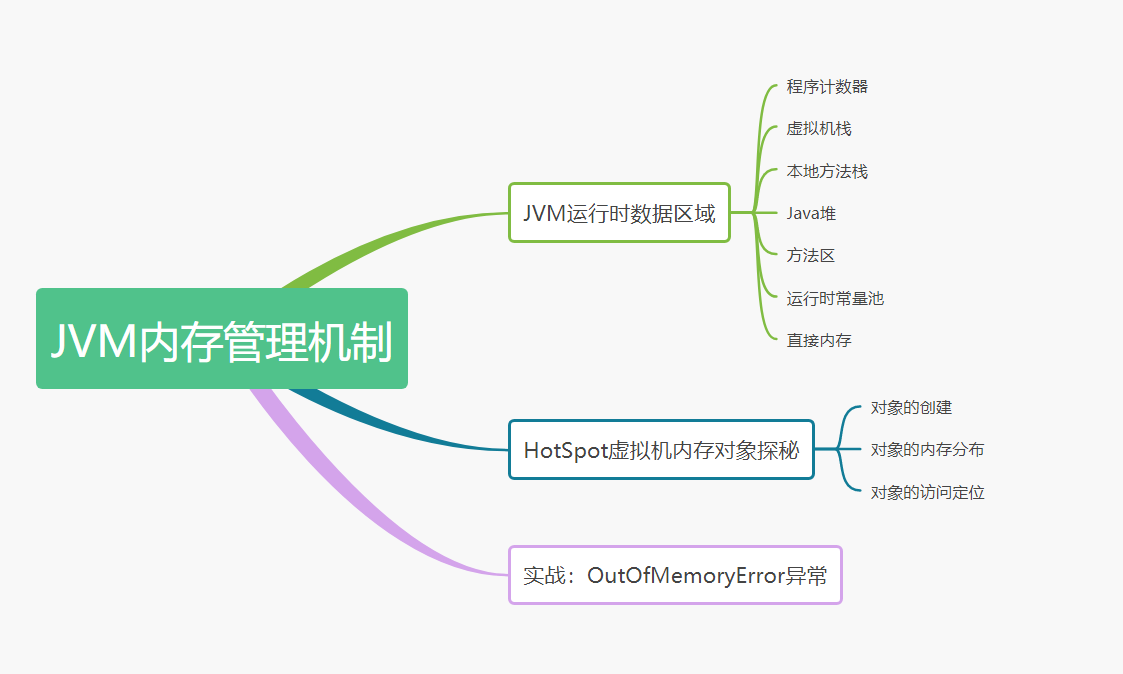 JVM内存管理机制
JVM运行时数据区域
程序计数器
虚拟机栈
本地方法栈
Java堆
方法区
运行时常量池
直接内存
HotSpot虚拟机内存对象探秘
对象的创建
对象的内存分布
对象的访问定位
实战：OutOfMemoryError异常